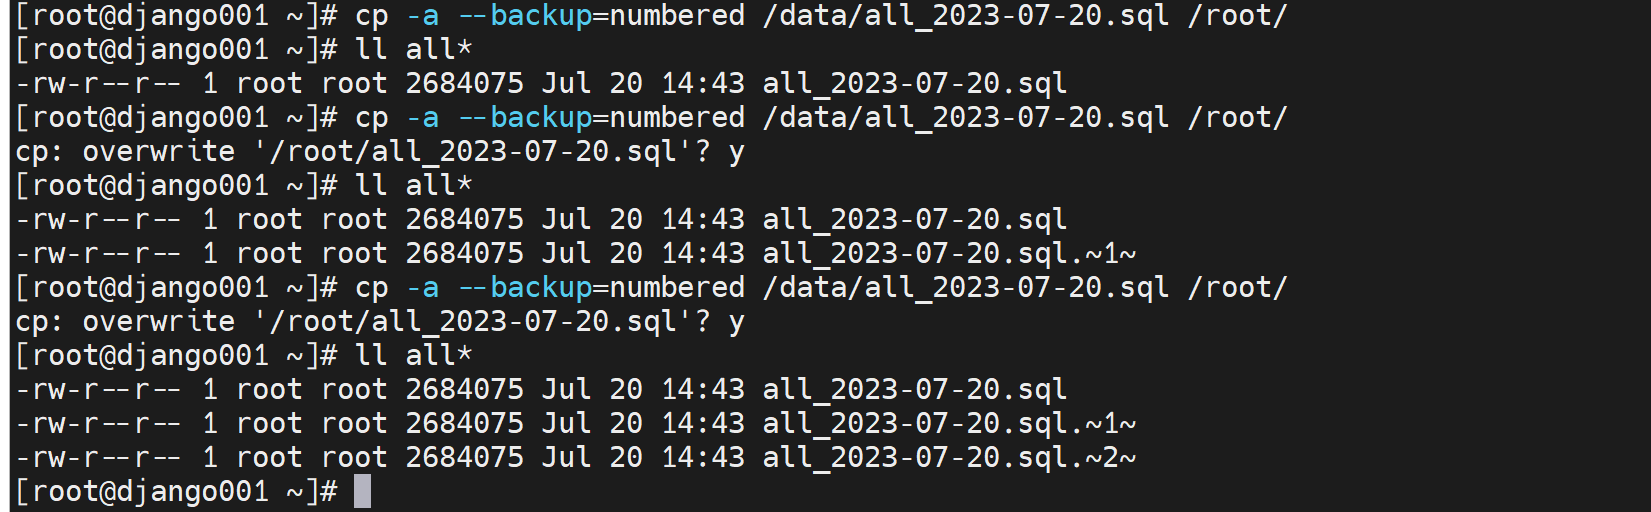 [root@django001 ~]# cp -a --backup=numbered /data/all_2023-07-20.sql /root/
[root@django001 ~]# ll all*
-rw-r--r-- 1 root root 2684075 Jul 20 14:43 all_2023-07-20.sql
[root@django001 ~]# cp -a --backup=numbered /data/all_2023-07-20.sql /root/
cp: overwrite '/root/all_2023-07-20.sql'? y
[root@django001 ~]# ll all*
-rw-r--r-- 1 root root 2684075 Jul 20 14:43 all_2023-07-20.sql
-rw-r--r-- 1 root root 2684075 Jul 20 14:43 all_2023-07-20.sql.~1~
[root@django001 ~]# cp -a --backup=numbered /data/all_2023-07-20.sql /root/
cp: overwrite '/root/all_2023-07-20.sql'? y
[root@django001 ~]# ll all*
-rw-r--r-- 1 root root 2684075 Jul 20 14:43 all_2023-07-20.sql
-rw-r--r-- 1 root root 2684075 Jul 20 14:43 all_2023-07-20.sql.~1~
-rw-r--r-- 1 root root 2684075 Jul 20 14:43 all_2023-07-20.sql.~2~
[root@django001 ~]#